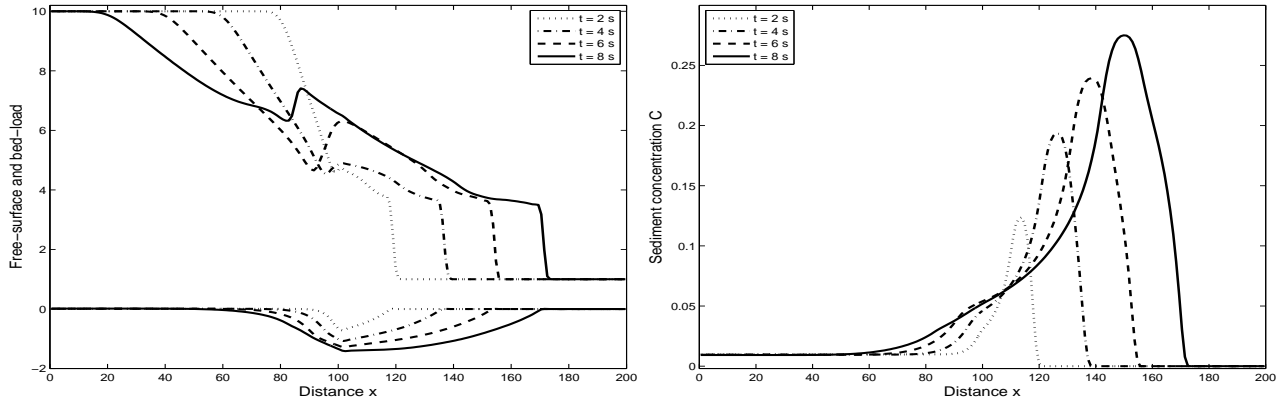 10
8
6
4
2
0
−2
Free−surface and bed−load
0
20
40
60
80
100
120
140
160
180
200
Distance x
t = 2 s
t = 4 s
t = 6 s
t = 8 s
0.25
0.2
0.15
0.1
0.05
0
Sediment concentration C
0
20
40
60
80
100
120
140
160
180
200
Distance x
t = 2 s
t = 4 s
t = 6 s
t = 8 s